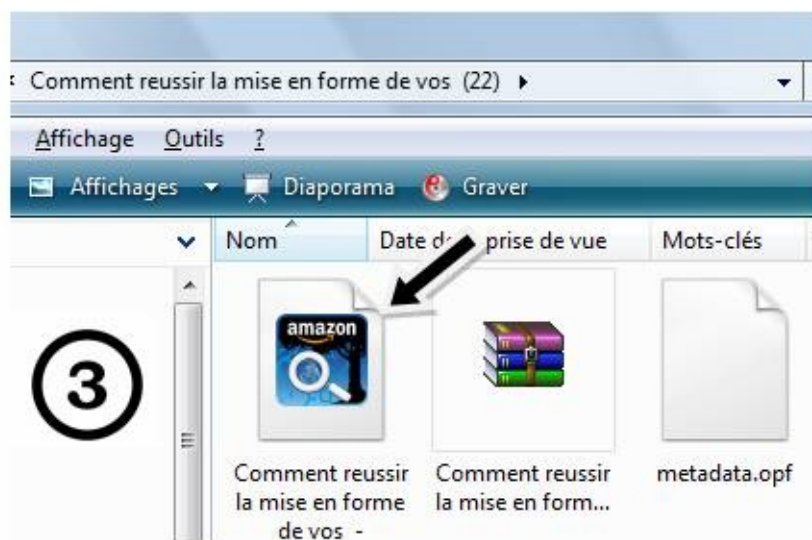 Comment reussir la mise en forme de vos (22)
Affichage Outils ?
Affichages Diaporama Graver
Nom Date de prise de vue Mots-clés
amazon
3
Comment reussir
la mise en forme
de vos -
Comment reussir
la mise en form...
metadata.opf